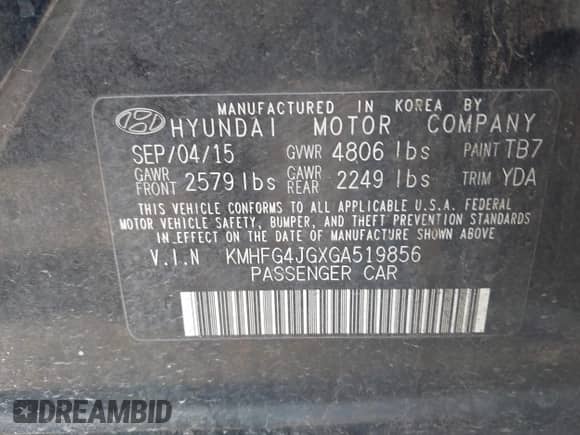 MANUFACTURED IN KOREA BY
HYUNDAI MOTOR COMPANY
SEP/04/15 GVWR 4806 lbs PAINT TB7
GAWR FRONT 2579 lbs GAWR REAR 2249 lbs TRIM YDA
THIS VEHICLE CONFORMS TO ALL APPLICABLE U.S.A. FEDERAL
MOTOR VEHICLE SAFETY, BUMPER, AND THEFT PREVENTION STANDARDS
IN EFFECT ON THE DATE OF MANUFACTURE SHOWN ABOVE
V.I.N KMHFG4JGXGA519856
PASSENGER CAR
DREAMBID